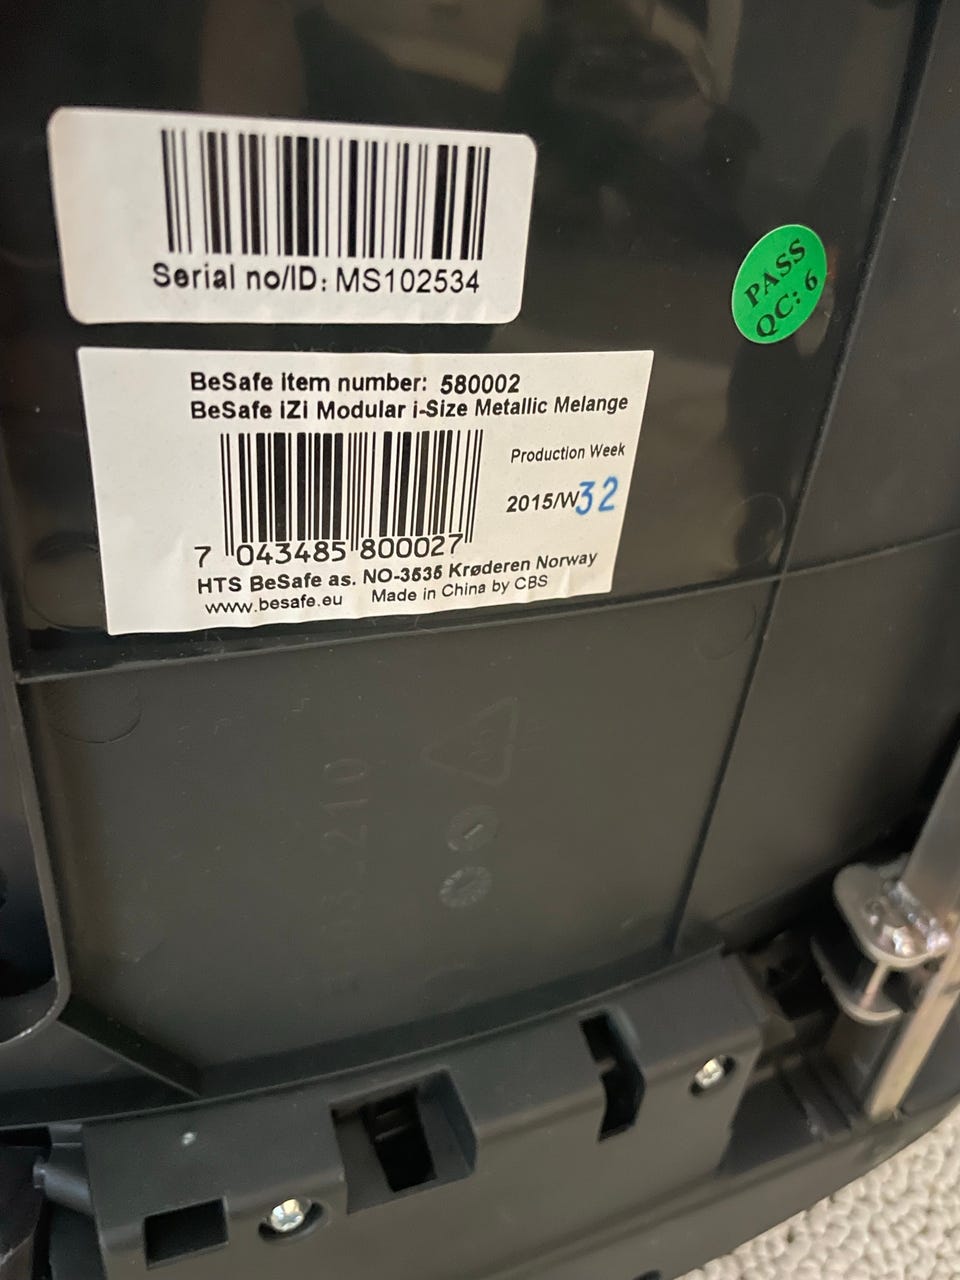 Serial no/ID: MS102534
PASS
QC: 6
BeSafe item number: 580002
BeSafe iZi Modular i-Size Metallic Melange
Production Week
2015/W32
7 043485 800027
HTS BeSafe as. NO-3535 Krøderen Norway
www.besafe.eu Made in China by CBS